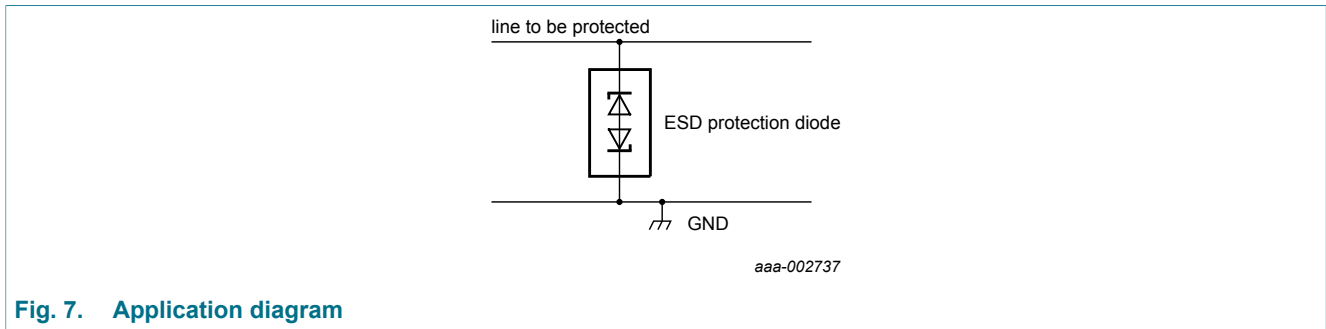 line to be protected
ESD protection diode
GND
aaa-002737
Fig. 7. Application diagram